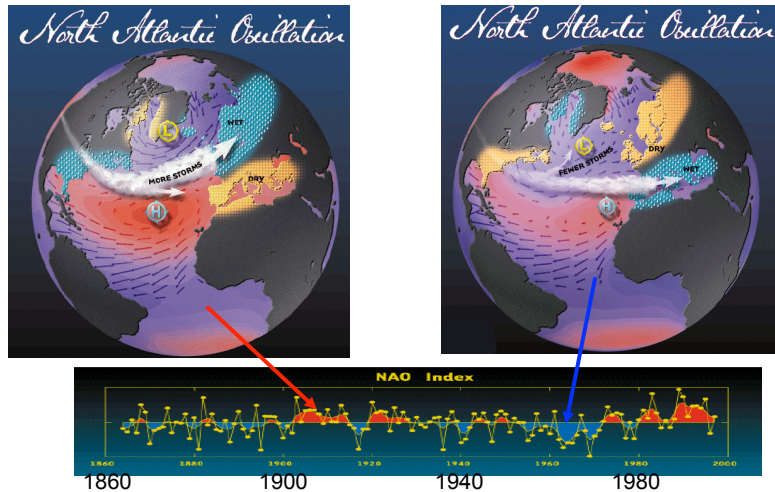 North Atlantic Oscillation
L
WET
MORE STORMS
DRY
H
North Atlantic Oscillation
L
DRY
FEWER STORMS
WET
H
NAO Index
1860 1880 1900 1920 1940 1960 1980 2000
1860 1900 1940 1980